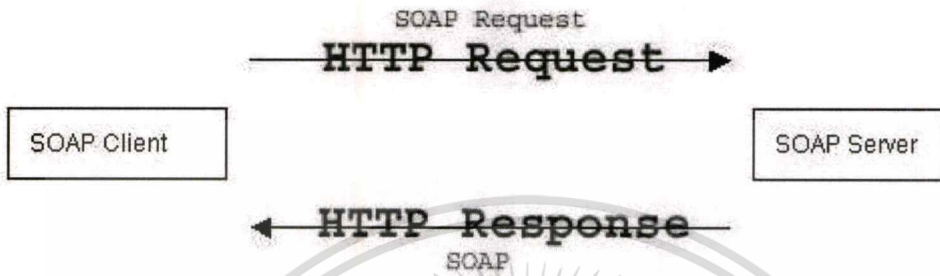 SOAP Request
HTTP Request
SOAP Client
SOAP Server
HTTP Response
SOAP